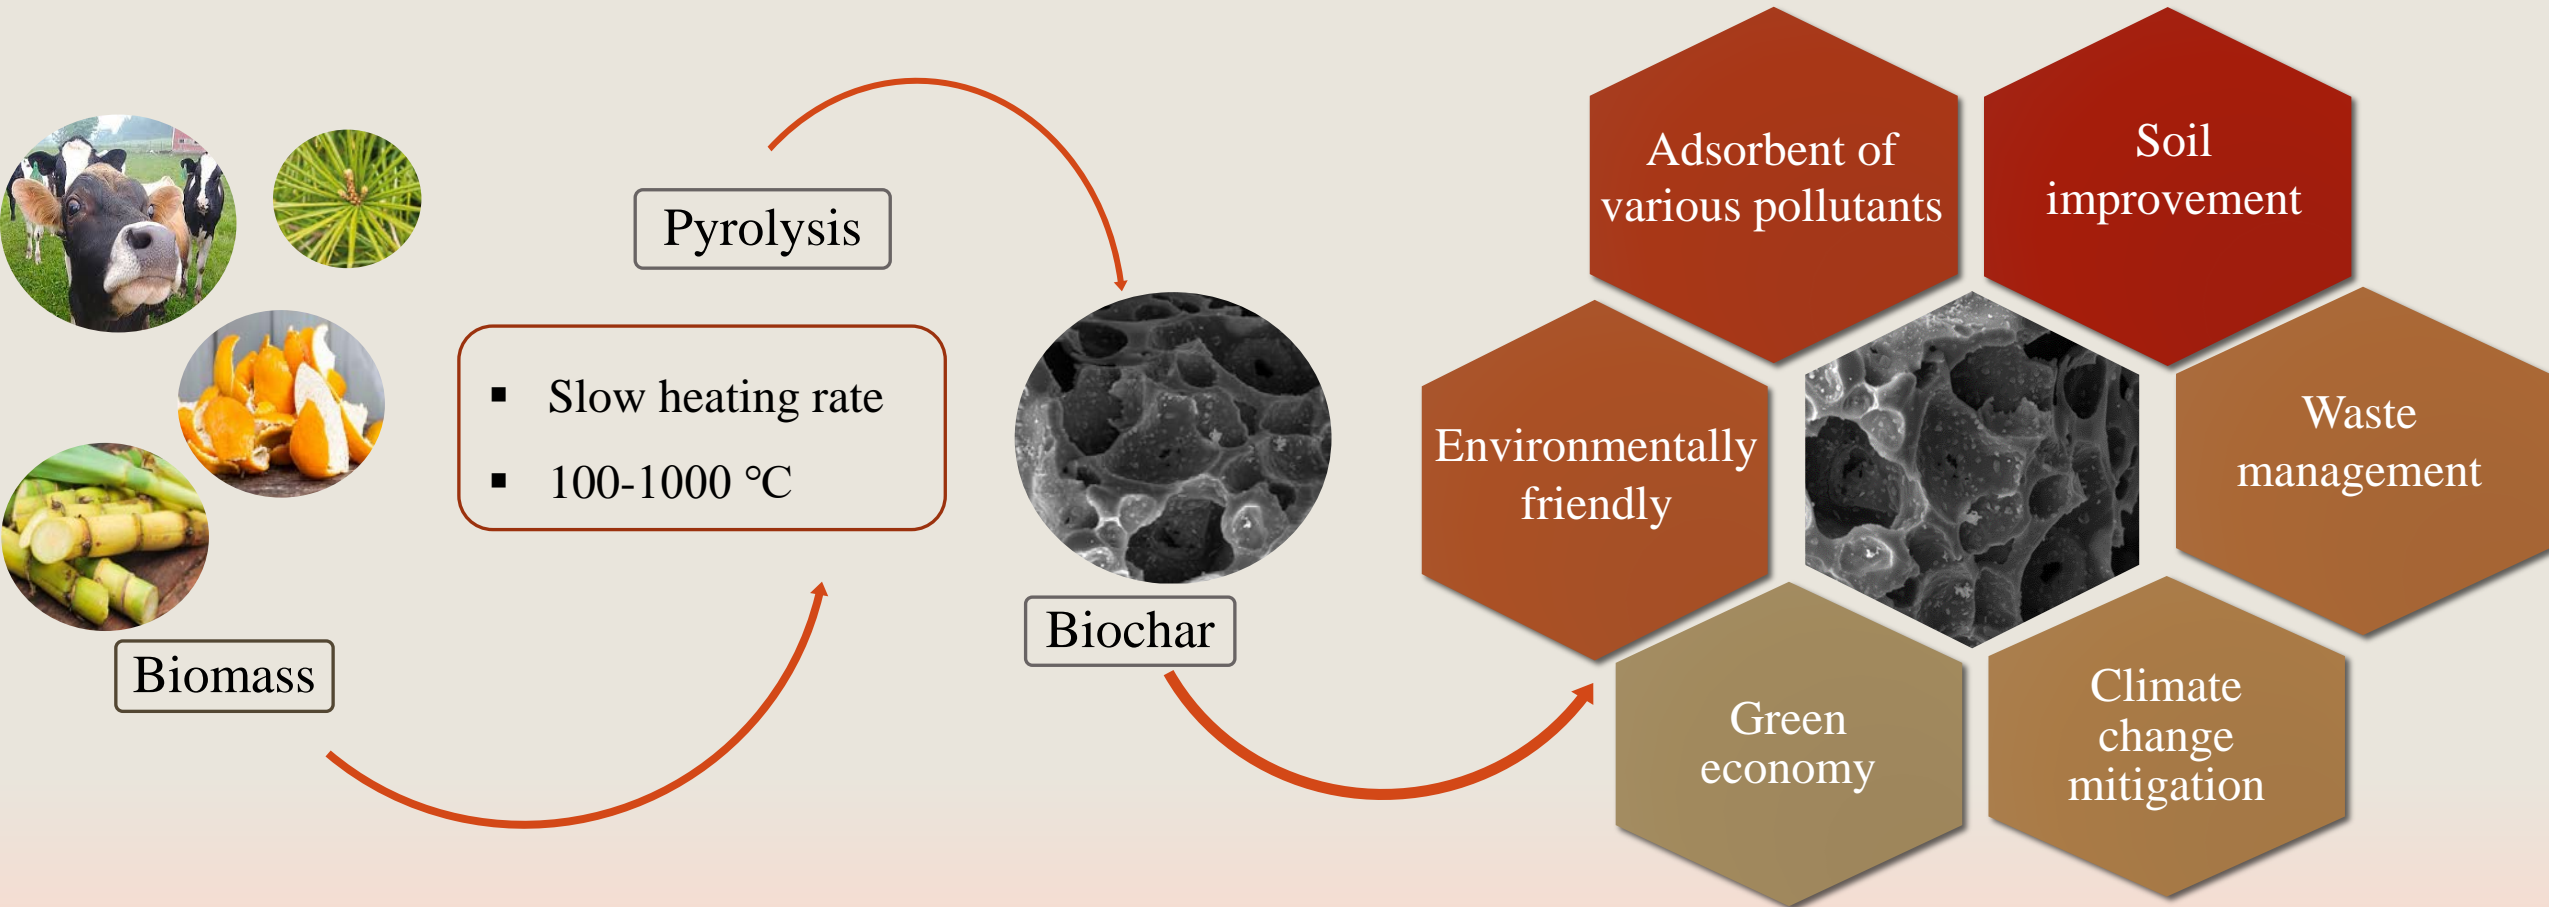 Biomass
Pyrolysis
▪ Slow heating rate
▪ 100-1000 °C
Biochar
Adsorbent of
various pollutants
Soil
improvement
Environmentally
friendly
Waste
management
Green
economy
Climate
change
mitigation